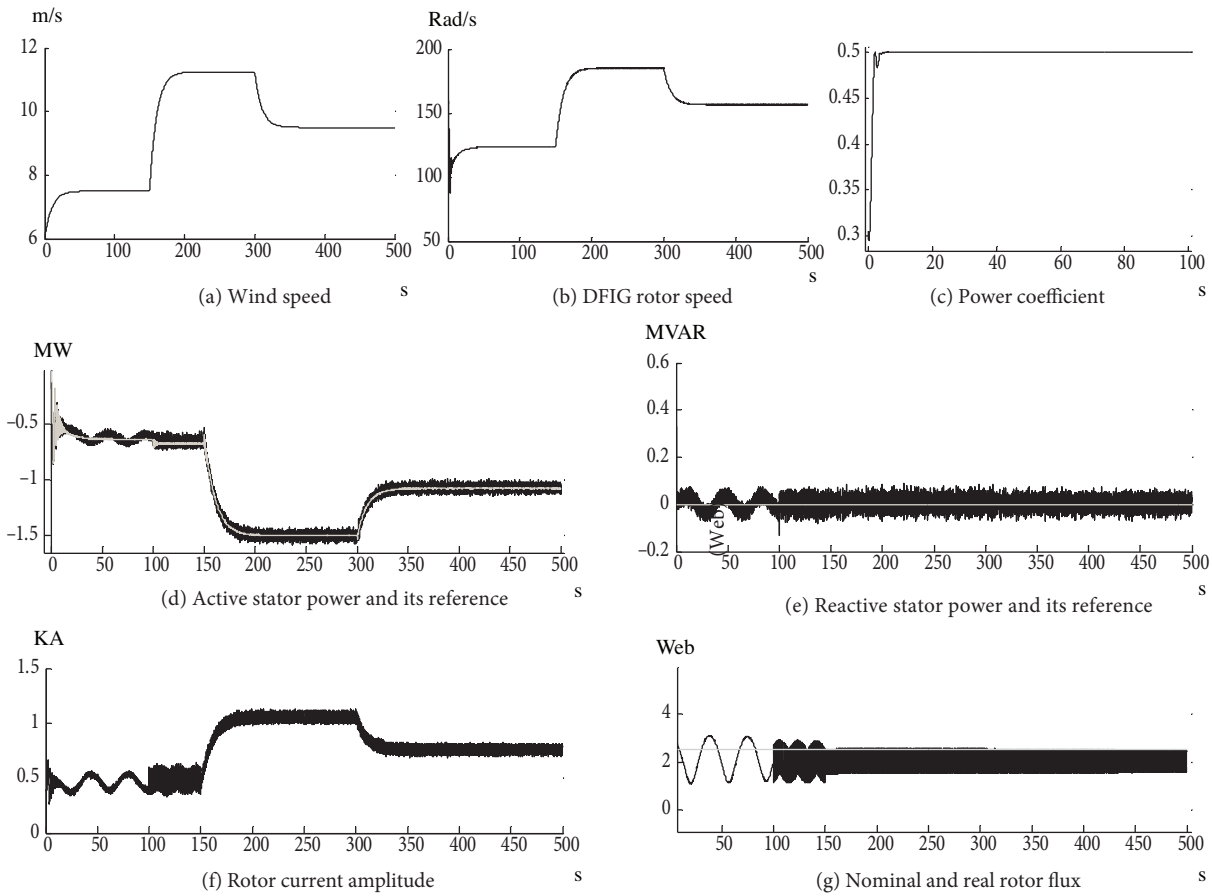 m/s
12
10
8
6
0 100 200 300 400 500
s
(a) Wind speed
Rad/s
200
150
100
50
0 100 200 300 400 500
s
(b) DFIG rotor speed
0.5
0.45
0.4
0.35
0.3
0 20 40 60 80 100
s
(c) Power coefficient
MW
−0.5
−1
−1.5
0 50 100 150 200 250 300 350 400 450 500
s
(d) Active stator power and its reference
MVAR
0.6
0.4
0.2
0
−0.2
(Web)
0 50 100 150 200 250 300 350 400 450 500
s
(e) Reactive stator power and its reference
KA
1.5
1
0.5
0
0 50 100 150 200 250 300 350 400 450 500
s
(f) Rotor current amplitude
Web
4
2
0
50 100 150 200 250 300 350 400 450 500
s
(g) Nominal and real rotor flux